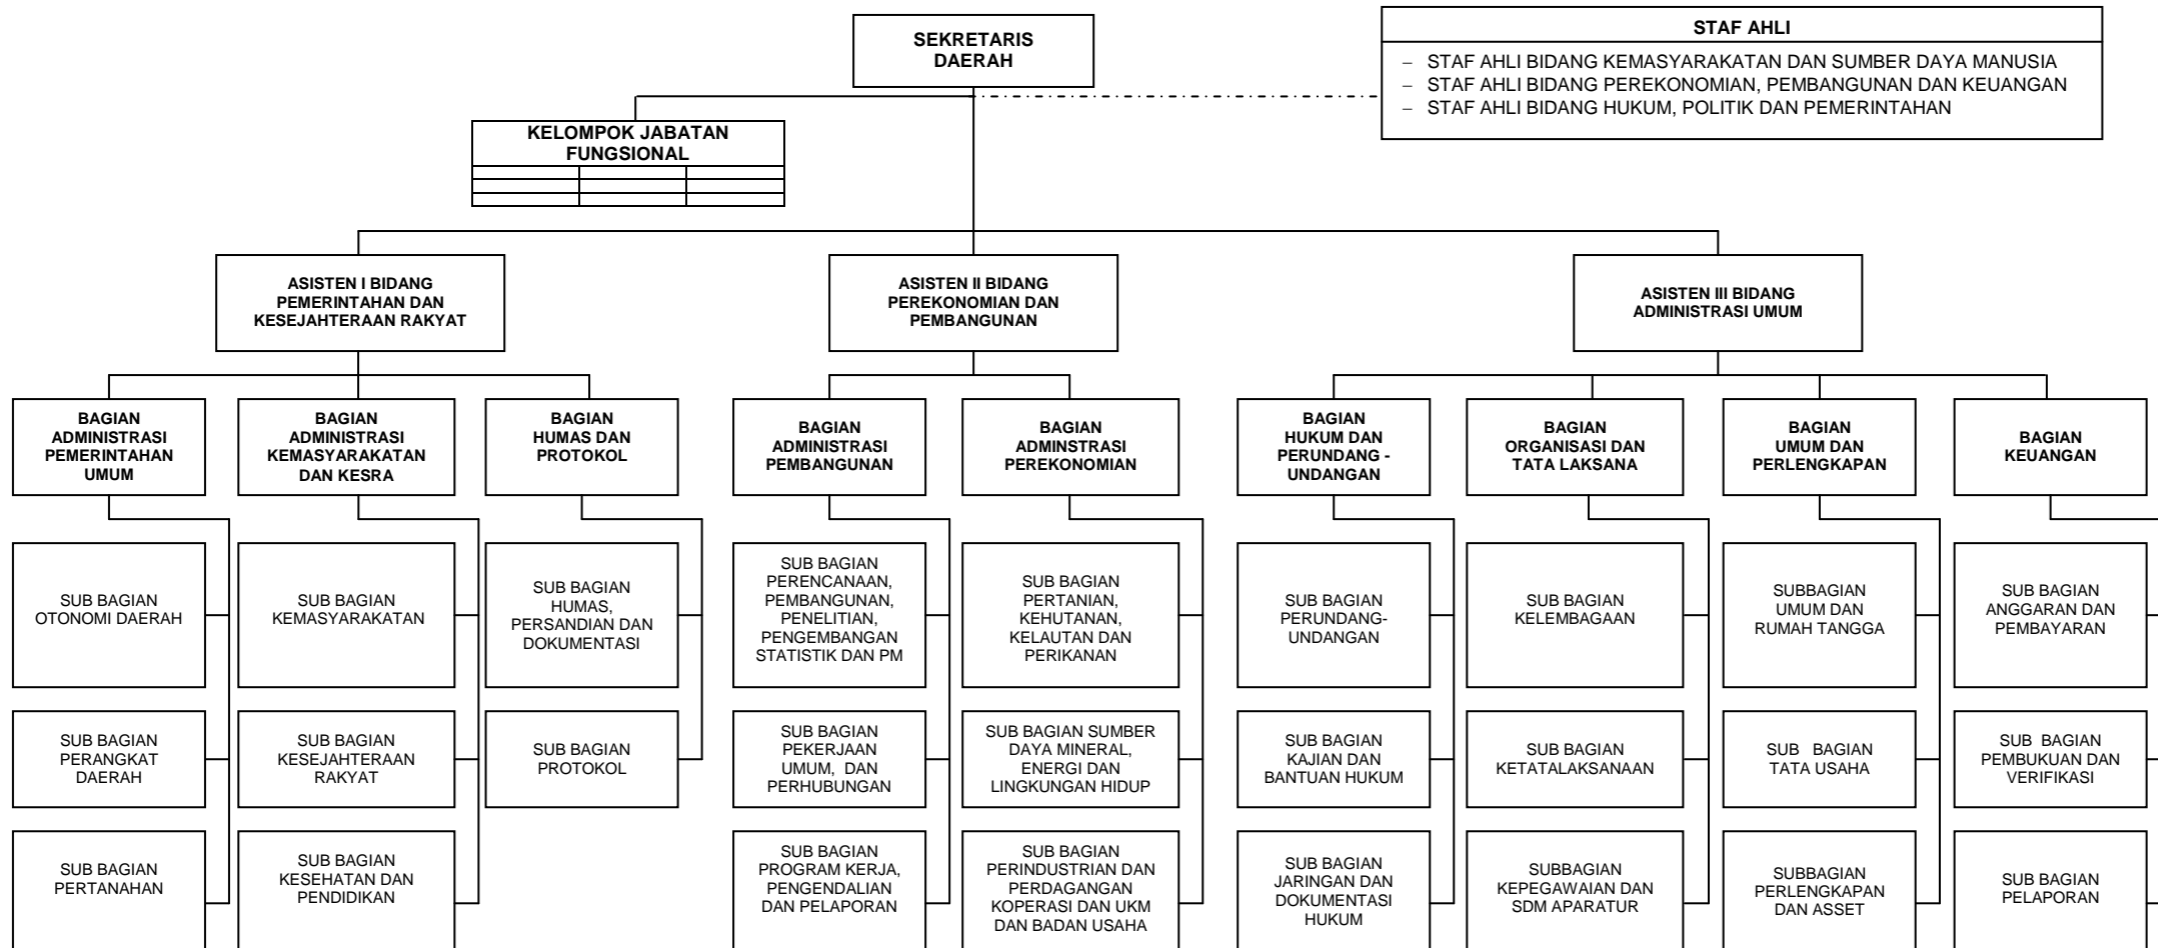 SEKRETARIS
DAERAH
STAF AHLI
– STAF AHLI BIDANG KEMASYARAKATAN DAN SUMBER DAYA MANUSIA
– STAF AHLI BIDANG PEREKONOMIAN, PEMBANGUNAN DAN KEUANGAN
– STAF AHLI BIDANG HUKUM, POLITIK DAN PEMERINTAHAN
KELOMPOK JABATAN
FUNGSIONAL
ASISTEN I BIDANG
PEMERINTAHAN DAN
KESEJAHTERAAN RAKYAT
ASISTEN II BIDANG
PEREKONOMIAN DAN
PEMBANGUNAN
ASISTEN III BIDANG
ADMINISTRASI UMUM
BAGIAN
ADMINISTRASI
PEMERINTAHAN
UMUM
BAGIAN
ADMINISTRASI
KEMASYARAKATAN
DAN KESRA
BAGIAN
HUMAS DAN
PROTOKOL
BAGIAN
ADMINISTRASI
PEMBANGUNAN
BAGIAN
ADMINSTRASI
PEREKONOMIAN
BAGIAN
HUKUM DAN
PERUNDANG -
UNDANGAN
BAGIAN
ORGANISASI DAN
TATA LAKSANA
BAGIAN
UMUM DAN
PERLENGKAPAN
BAGIAN
KEUANGAN
SUB BAGIAN
OTONOMI DAERAH
SUB BAGIAN
KEMASYARAKATAN
SUB BAGIAN
HUMAS,
PERSANDIAN DAN
DOKUMENTASI
SUB BAGIAN
PERENCANAAN,
PEMBANGUNAN,
PENELITIAN,
PENGEMBANGAN
STATISTIK DAN PM
SUB BAGIAN
PERTANIAN,
KEHUTANAN,
KELAUTAN DAN
PERIKANAN
SUB BAGIAN
PERUNDANG-
UNDANGAN
SUB BAGIAN
KELEMBAGAAN
SUBBAGIAN
UMUM DAN
RUMAH TANGGA
SUB BAGIAN
ANGGARAN DAN
PEMBAYARAN
SUB BAGIAN
PERANGKAT
DAERAH
SUB BAGIAN
KESEJAHTERAAN
RAKYAT
SUB BAGIAN
PROTOKOL
SUB BAGIAN
PEKERJAAN
UMUM, DAN
PERHUBUNGAN
SUB BAGIAN SUMBER
DAYA MINERAL,
ENERGI DAN
LINGKUNGAN HIDUP
SUB BAGIAN
KAJIAN DAN
BANTUAN HUKUM
SUB BAGIAN
KETATALAKSANAAN
SUB BAGIAN
TATA USAHA
SUB BAGIAN
PEMBUKUAN DAN
VERIFIKASI
SUB BAGIAN
PERTANAHAN
SUB BAGIAN
KESEHATAN DAN
PENDIDIKAN
SUB BAGIAN
PROGRAM KERJA,
PENGENDALIAN
DAN PELAPORAN
SUB BAGIAN
PERINDUSTRIAN DAN
PERDAGANGAN
KOPERASI DAN UKM
DAN BADAN USAHA
SUB BAGIAN
JARINGAN DAN
DOKUMENTASI
HUKUM
SUBBAGIAN
KEPEGAWAIAN DAN
SDM APARATUR
SUBBAGIAN
PERLENGKAPAN
DAN ASSET
SUB BAGIAN
PELAPORAN